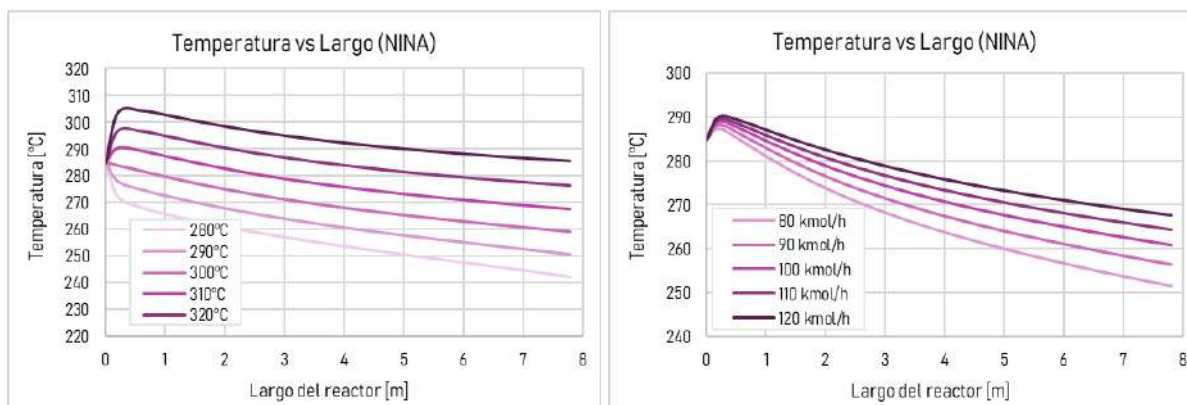 Temperatura vs Largo (NINA)
320
310
300
290
280
270
260
250
240
230
220
Temperatura [°C]
280°C
290°C
300°C
310°C
320°C
0 1 2 3 4 5 6 7 8
Largo del reactor [m]
Temperatura vs Largo (NINA)
300
290
280
270
260
250
240
Temperatura [°C]
80 kmol/h
90 kmol/h
100 kmol/h
110 kmol/h
120 kmol/h
0 1 2 3 4 5 6 7 8
Largo del reactor [m]